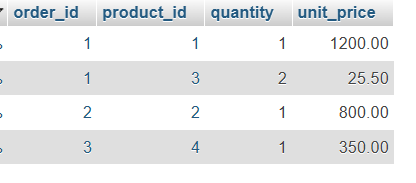 order_id product_id quantity unit_price
1 1 1 1200.00
1 3 2 25.50
2 2 1 800.00
3 4 1 350.00